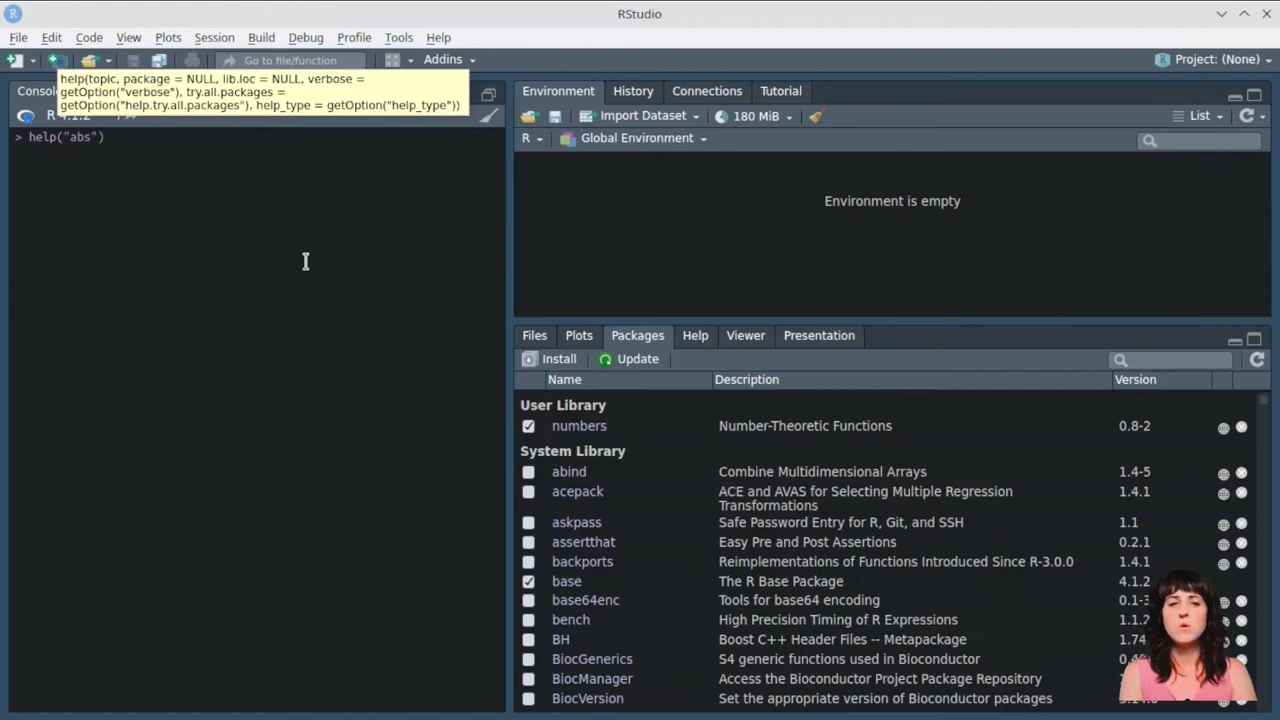 RStudio
File Edit Code View Plots Session Build Debug Profile Tools Help
Go to file/function
Addins
Project: (None)
help(topic, package = NULL, lib.loc = NULL, verbose =
getOption("verbose"), try.all.packages =
getOption("help.try.all.packages"), help_type = getOption("help_type"))
> help("abs")
Environment History Connections Tutorial
Import Dataset 180 MiB List
R Global Environment
Environment is empty
Files Plots Packages Help Viewer Presentation
Install Update
Name Description Version
User Library
numbers Number-Theoretic Functions 0.8-2
System Library
abind Combine Multidimensional Arrays 1.4-5
acepack ACE and AVAS for Selecting Multiple Regression 1.4.1
Transformations
askpass Safe Password Entry for R, Git, and SSH 1.1
assertthat Easy Pre and Post Assertions 0.2.1
backports Reimplementations of Functions Introduced Since R-3.0.0 1.4.1
base The R Base Package 4.1.2
base64enc Tools for base64 encoding
bench High Precision Timing of R Expressions 1.1.2
BH Boost C++ Header Files -- Metapackage
BiocGenerics S4 generic functions used in Bioconductor
BiocManager Access the Bioconductor Project Package Repository
BiocVersion Set the appropriate version of Bioconductor packages